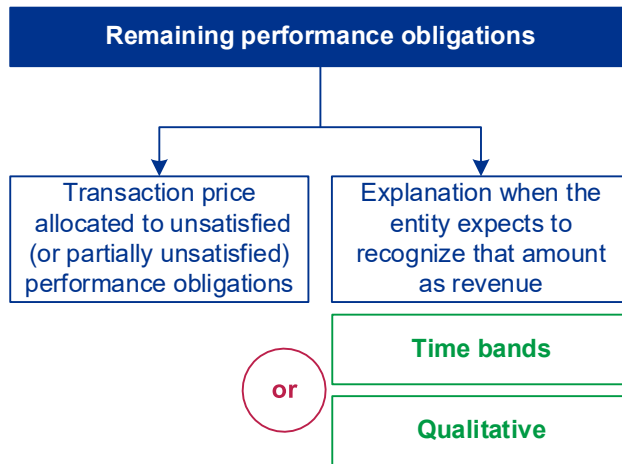 Remaining performance obligations
Transaction price
allocated to unsatisfied
(or partially unsatisfied)
performance obligations
Explanation when the
entity expects to
recognize that amount
as revenue
Time bands
or
Qualitative